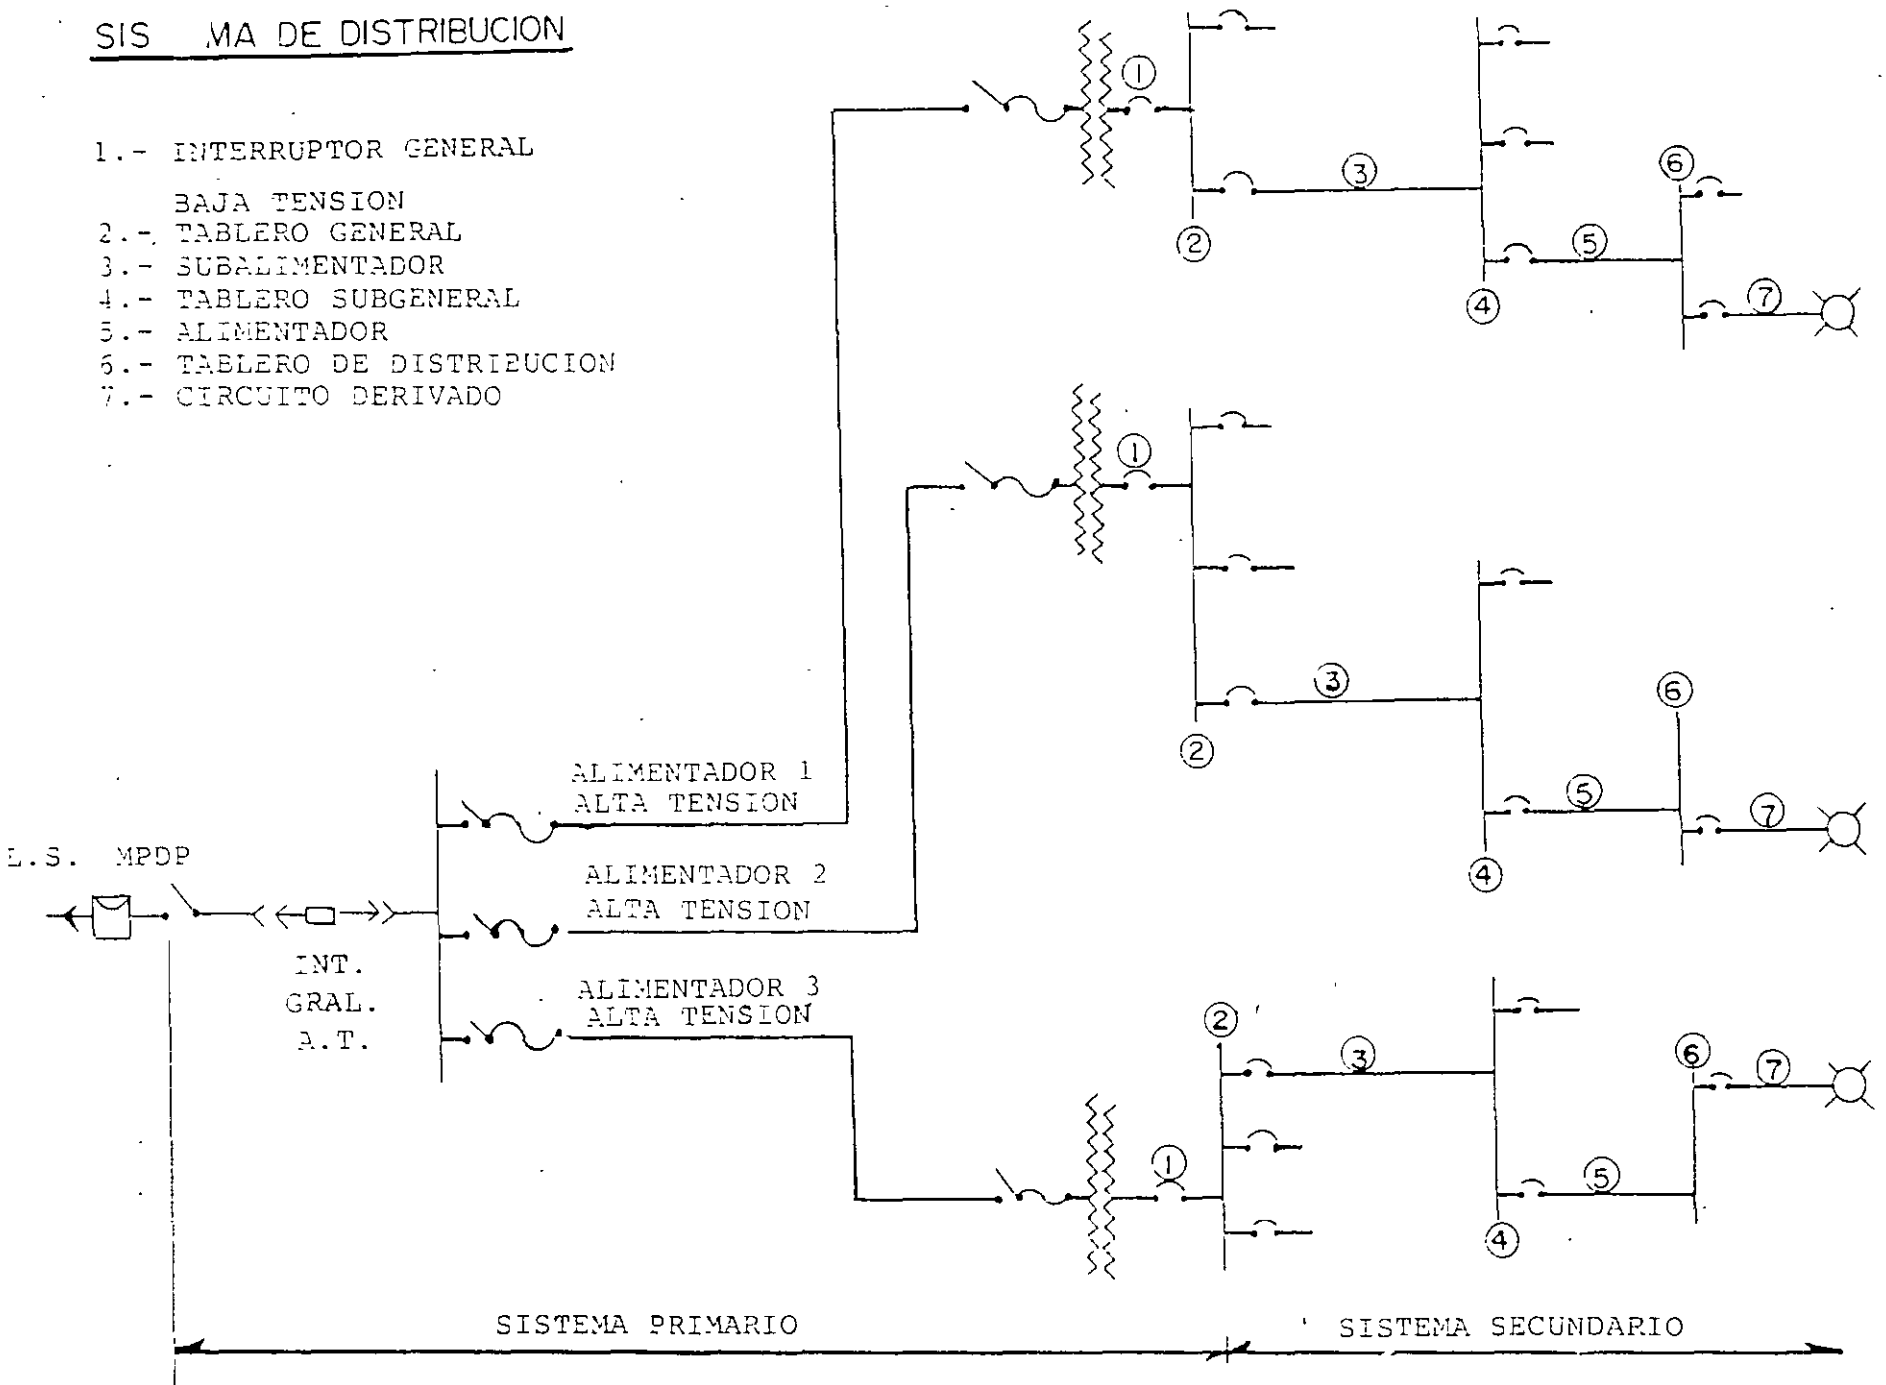 SIS MA DE DISTRIBUCION
1.- INTERRUPTOR GENERAL
BAJA TENSION
2.- TABLERO GENERAL
3.- SUBALIMENTADOR
4.- TABLERO SUBGENERAL
5.- ALIMENTADOR
6.- TABLERO DE DISTRIBUCION
7.- CIRCUITO DERIVADO
1
3
6
2
5
4
7
1
3
6
2
5
7
4
ALIMENTADOR 1
ALTA TENSION
MPDP
ALIMENTADOR 2
ALTA TENSION
INT.
GRAL.
A.T.
ALIMENTADOR 3
ALTA TENSION
2
3
6
7
1
5
4
SISTEMA PRIMARIO
SISTEMA SECUNDARIO